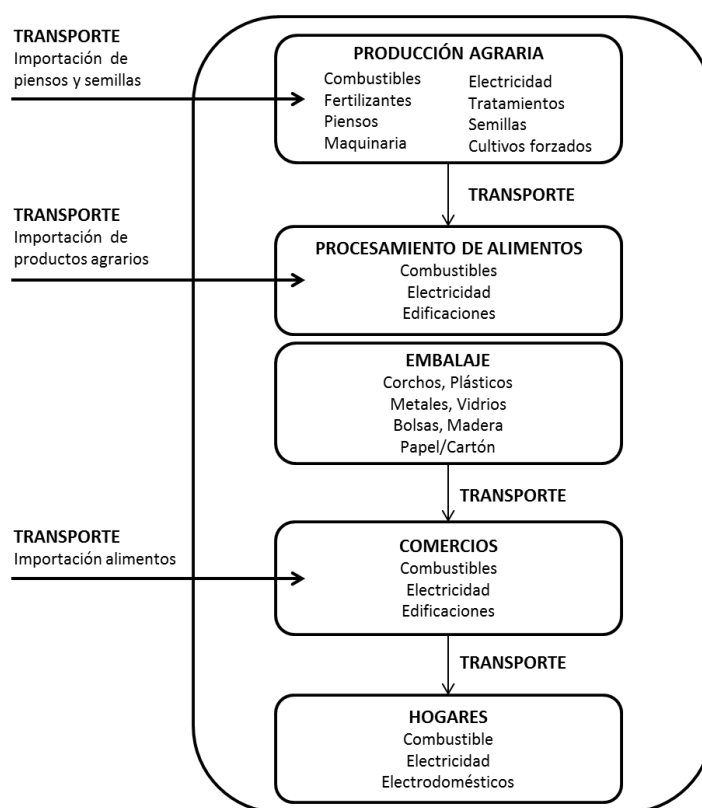 TRANSPORTE
Importación de
piensos y semillas
PRODUCCIÓN AGRARIA
Combustibles
Fertilizantes
Piensos
Maquinaria
Electricidad
Tratamientos
Semillas
Cultivos forzados
TRANSPORTE
TRANSPORTE
Importación de
productos agrarios
PROCESAMIENTO DE ALIMENTOS
Combustibles
Electricidad
Edificaciones
EMBALAJE
Corchos, Plásticos
Metales, Vidrios
Bolsas, Madera
Papel/Cartón
TRANSPORTE
TRANSPORTE
Importación alimentos
COMERCIOS
Combustibles
Electricidad
Edificaciones
TRANSPORTE
HOGARES
Combustible
Electricidad
Electrodomésticos